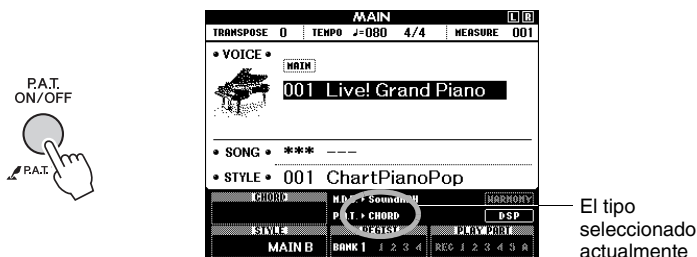 P.A.T.
ON/OFF
P.A.T.
MAIN L R
TRANSPOSE 0 TEMPO ♩=080 4/4 MEASURE 001
• VOICE •
MAIN
001 Live! Grand Piano
• SONG • *** ---
• STYLE • 001 ChartPianoPop
CHORD HARMONY
P.A.T. ▸ CHORD DSP
STYLE REGIST PLAY PART
MAIN B BANK 1 1 2 3 4 REC 1 2 3 4 5 A
El tipo
seleccionado
actualmente